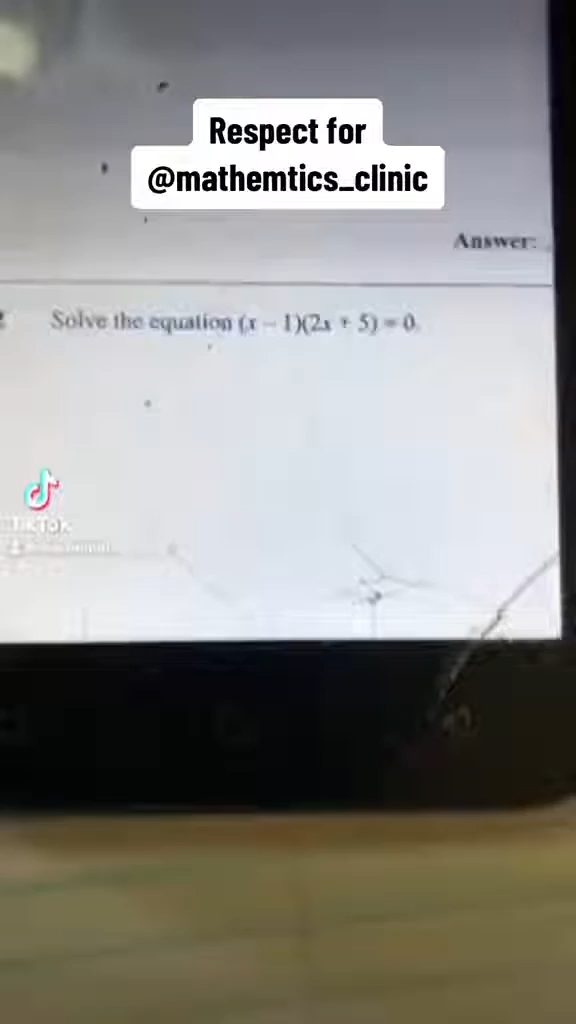 Respect for
@mathemtics_clinic
Answer:
Solve the equation (x – 1)(2x + 5) = 0.
TikTok